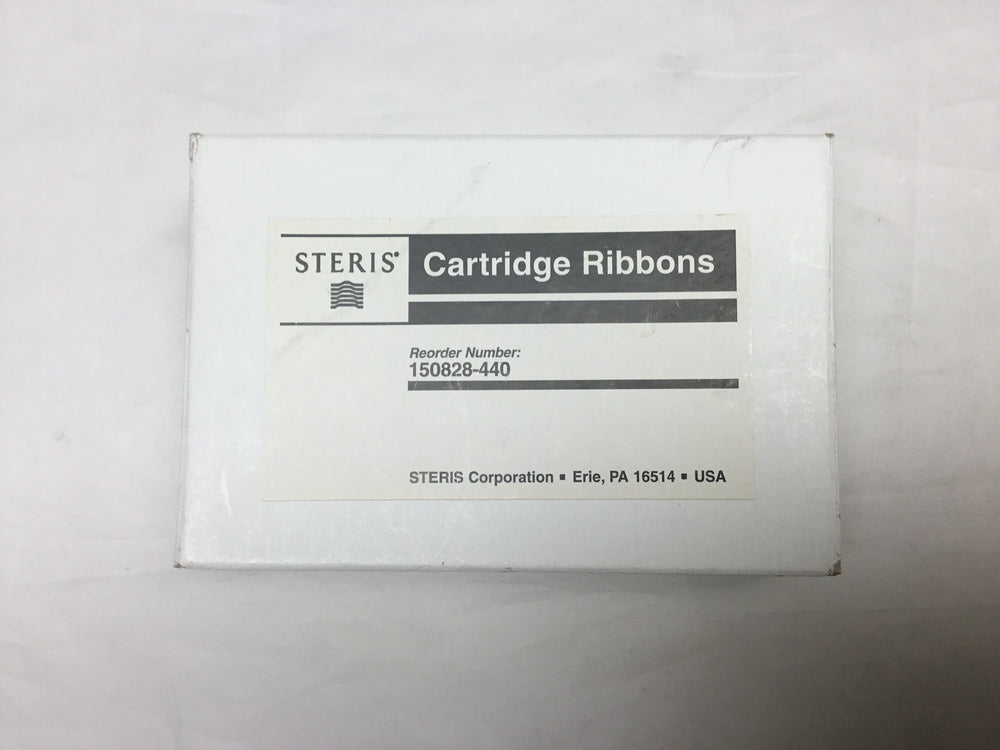 STERIS
Cartridge Ribbons
Reorder Number:
150828-440
STERIS Corporation ▪ Erie, PA 16514 ▪ USA